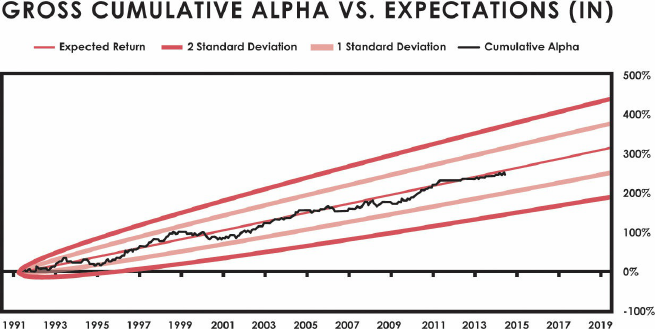 GROSS CUMULATIVE ALPHA VS. EXPECTATIONS (IN)
Expected Return 2 Standard Deviation 1 Standard Deviation Cumulative Alpha
500%
400%
300%
200%
100%
0%
-100%
1991 1993 1995 1997 1999 2001 2003 2005 2007 2009 2011 2013 2015 2017 2019